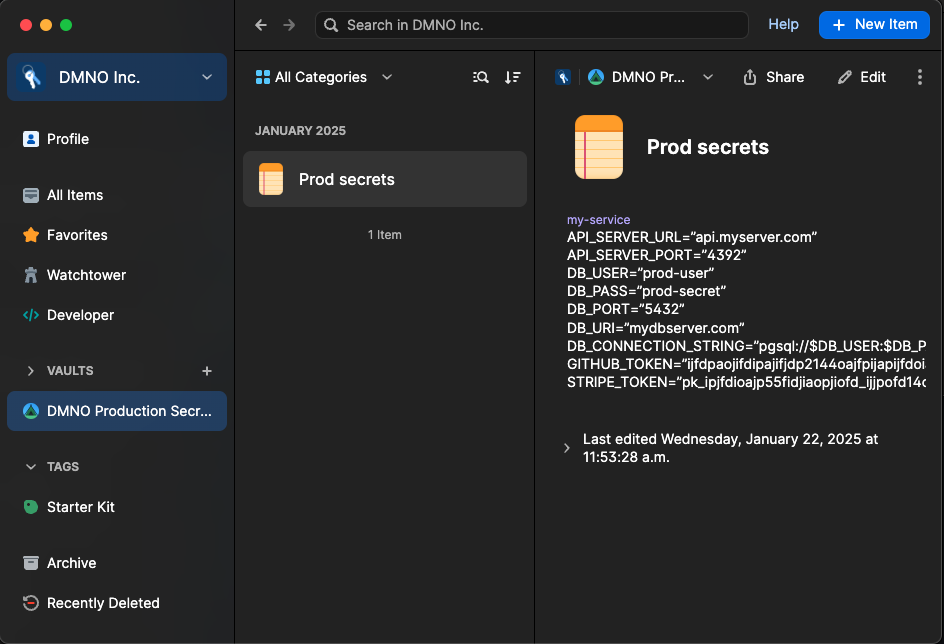 Search in DMNO Inc.
Help
+ New Item
DMNO Inc.
Profile
All Items
Favorites
Watchtower
Developer
VAULTS
DMNO Production Secr...
TAGS
Starter Kit
Archive
Recently Deleted
All Categories
JANUARY 2025
Prod secrets
1 Item
DMNO Pr...
Share
Edit
Prod secrets
my-service
API_SERVER_URL=”api.myserver.com”
API_SERVER_PORT=”4392”
DB_USER=”prod-user”
DB_PASS=”prod-secret”
DB_PORT=”5432”
DB_URI=”mydbserver.com”
DB_CONNECTION_STRING=”pgsql://$DB_USER:$DB_P
GITHUB_TOKEN=”ijfdpaojifdipajifjdp2144oajfpijapijfdoi
STRIPE_TOKEN=”pk_ipjfdioajp55fidjiaopjiofd_ijjpofd14
Last edited Wednesday, January 22, 2025 at
11:53:28 a.m.